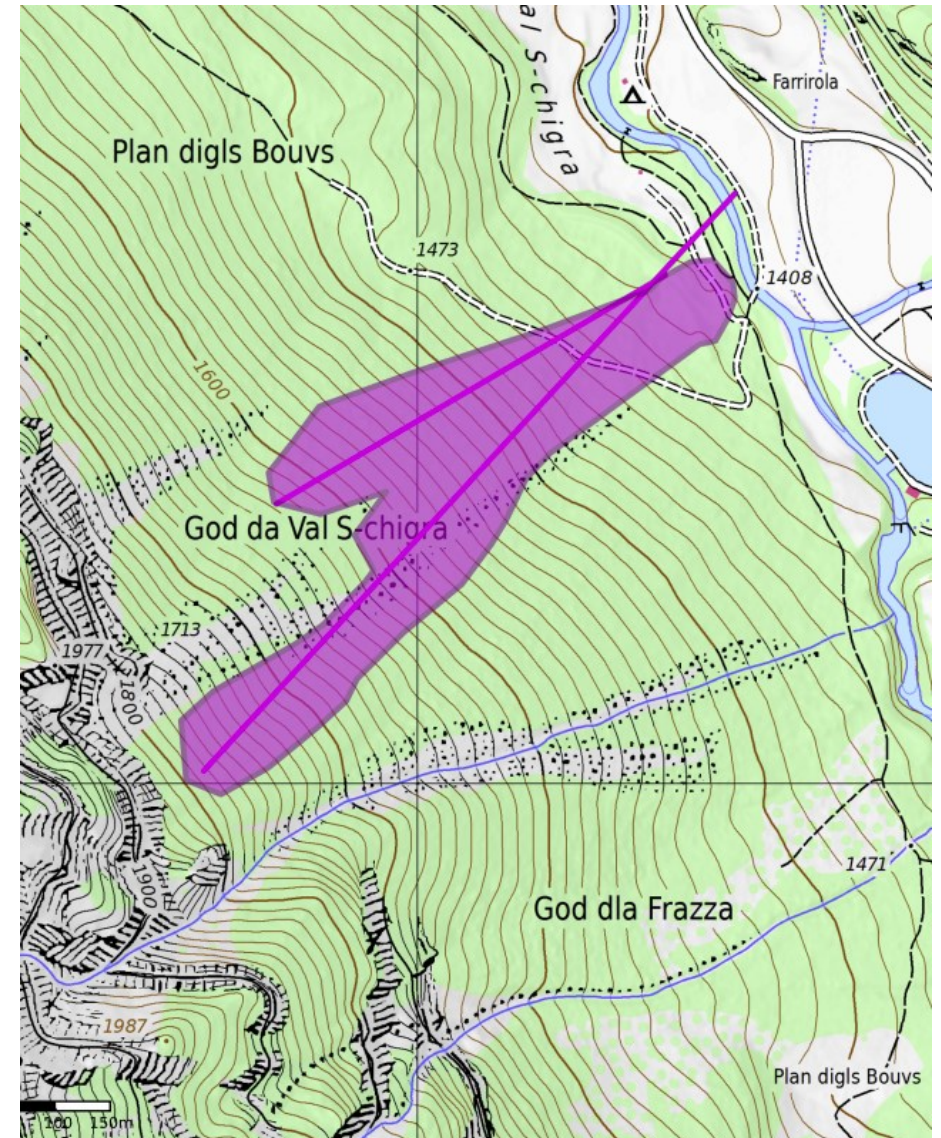 al S-chigra
Farrirola
Plan digls Bouvs
1473
1408
1600
God da Val S-chigra
1713
1977
1800
1900
1471
God dla Frazza
1987
Plan digls Bouvs
100 150m